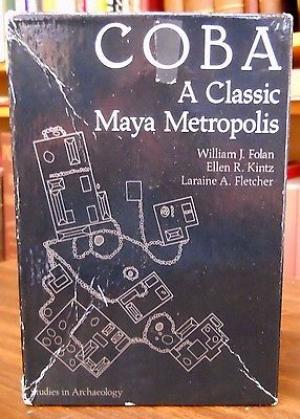 COBA
A Classic
Maya Metropolis
William J. Folan
Ellen R. Kintz
Laraine A. Fletcher
Studies in Archaeology